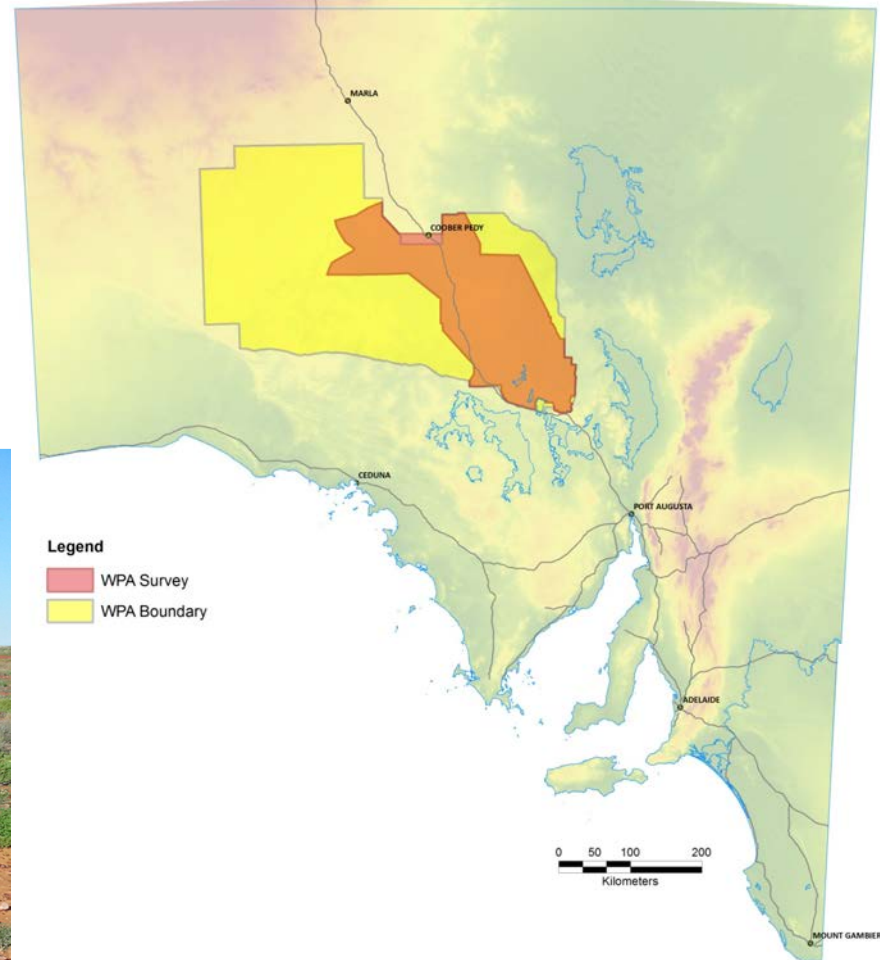 MARLA
COOBER PEDY
CEDUNA
PORT AUGUSTA
Legend
WPA Survey
WPA Boundary
ADELAIDE
0 50 100 200
Kilometers
MOUNT GAMBIER